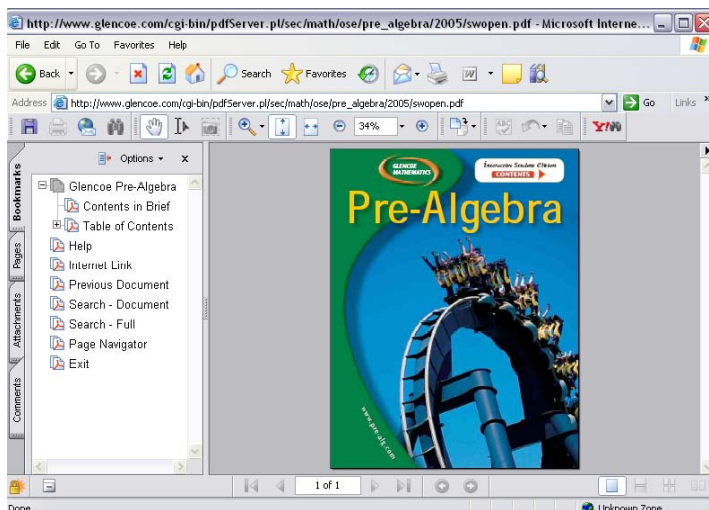 http://www.glencoe.com/cgi-bin/pdfServer.pl/sec/math/ose/pre_algebra/2005/swopen.pdf - Microsoft Interne...
File Edit Go To Favorites Help
Back Search Favorites
Address http://www.glencoe.com/cgi-bin/pdfServer.pl/sec/math/ose/pre_algebra/2005/swopen.pdf Go Links »
34% Y!
Options x
Bookmarks
Pages
Attachments
Comments
Glencoe Pre-Algebra
Contents in Brief
Table of Contents
Help
Internet Link
Previous Document
Search - Document
Search - Full
Page Navigator
Exit
GLENCOE
MATHEMATICS
Interactive Student Edition
CONTENTS
Pre-Algebra
www.pre-alg.com
1 of 1
Done Unknown Zone